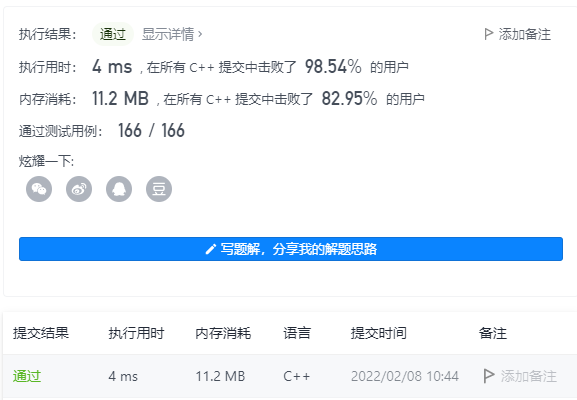 执行结果： 通过 显示详情 › 添加备注
执行用时： 4 ms , 在所有 C++ 提交中击败了 98.54% 的用户
内存消耗： 11.2 MB , 在所有 C++ 提交中击败了 82.95% 的用户
通过测试用例： 166 / 166
炫耀一下:
豆
写题解，分享我的解题思路
提交结果 执行用时 内存消耗 语言 提交时间 备注
通过 4 ms 11.2 MB C++ 2022/02/08 10:44 添加备注